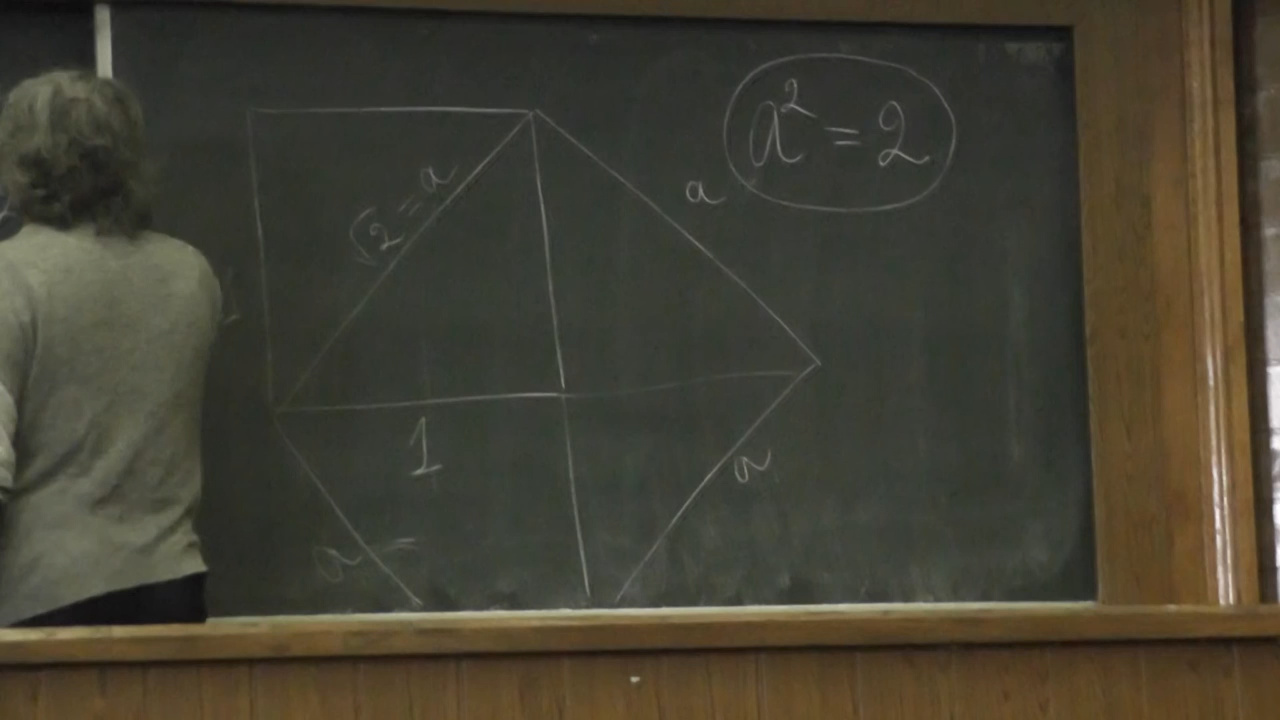 a² = 2
√2 = a
a
1
a
a =